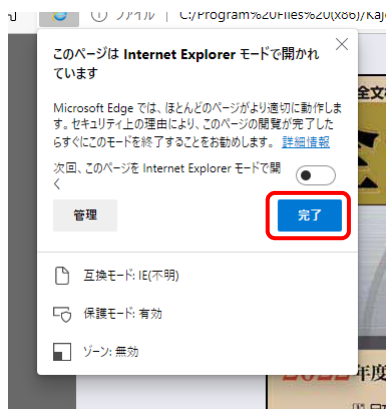 ファイル | C:/Program%20Files%20(x86)/Kaj
このページは Internet Explorer モードで開かれ
ています
全文
Microsoft Edge では、ほとんどのページがより適切に動作しま
す。セキュリティ上の理由により、このページの閲覧が完了した
らすぐにこのモードを終了することをお勧めします。 詳細情報
次回、このページを Internet Explorer モードで開
く
管理
完了
互換モード: IE(不明)
保護モード: 有効
ゾーン: 無効
2022年度